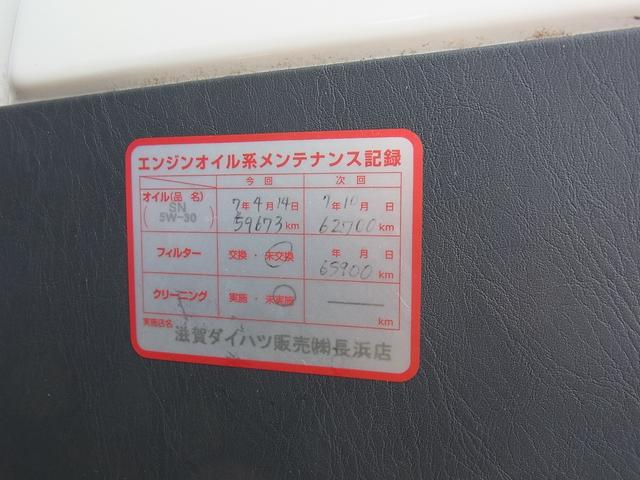 エンジンオイル系メンテナンス記録
今回 次回
オイル(品 名) 7年4月14日 7年10月 日
(SN 5W-30) 59673km 62700km
フィルター 交換・未交換 年 月 日
65900km
クリーニング 実施・未実施
km
実施店名 滋賀ダイハツ販売㈱長浜店